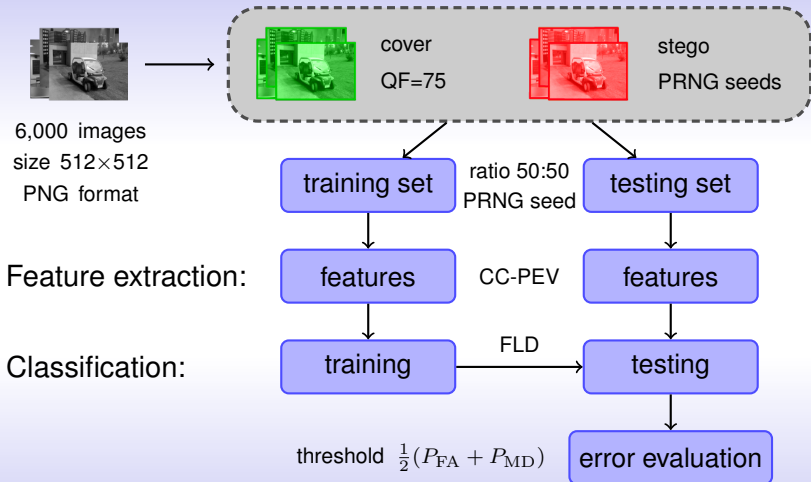 cover
QF=75
stego
PRNG seeds
6,000 images
size 512×512
PNG format
training set
ratio 50:50
PRNG seed
testing set
Feature extraction:
features
CC-PEV
features
Classification:
training
FLD
testing
threshold ½(P_FA + P_MD)
error evaluation